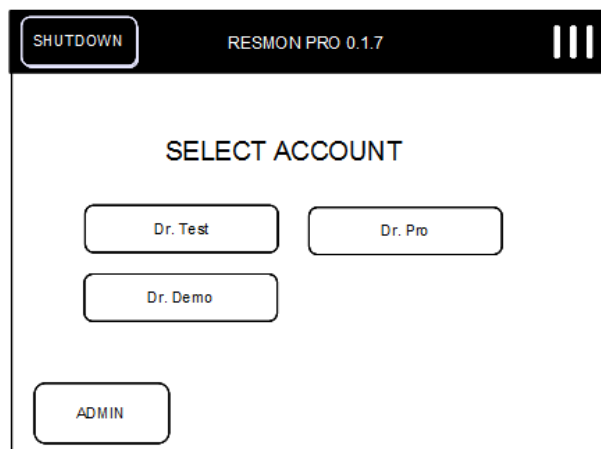 SHUTDOWN
RESMON PRO 0.1.7
SELECT ACCOUNT
Dr. Test
Dr. Pro
Dr. Demo
ADMIN